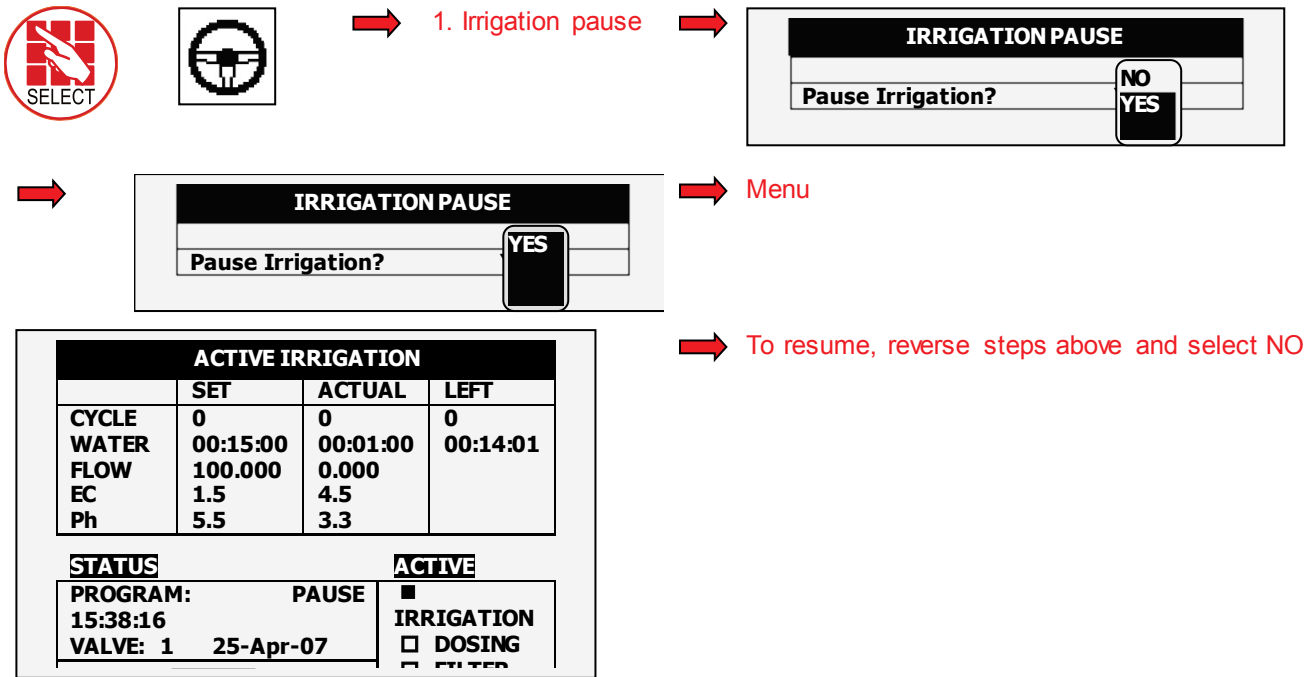 SELECT
1. Irrigation pause
IRRIGATION PAUSE
NO
Pause Irrigation?
YES
IRRIGATION PAUSE
YES
Pause Irrigation?
Menu
To resume, reverse steps above and select NO
ACTIVE IRRIGATION
SET ACTUAL LEFT
CYCLE 0 0 0
WATER 00:15:00 00:01:00 00:14:01
FLOW 100.000 0.000
EC 1.5 4.5
Ph 5.5 3.3
STATUS ACTIVE
PROGRAM: PAUSE ■
15:38:16 IRRIGATION
VALVE: 1 25-Apr-07 □ DOSING
□ FILTER